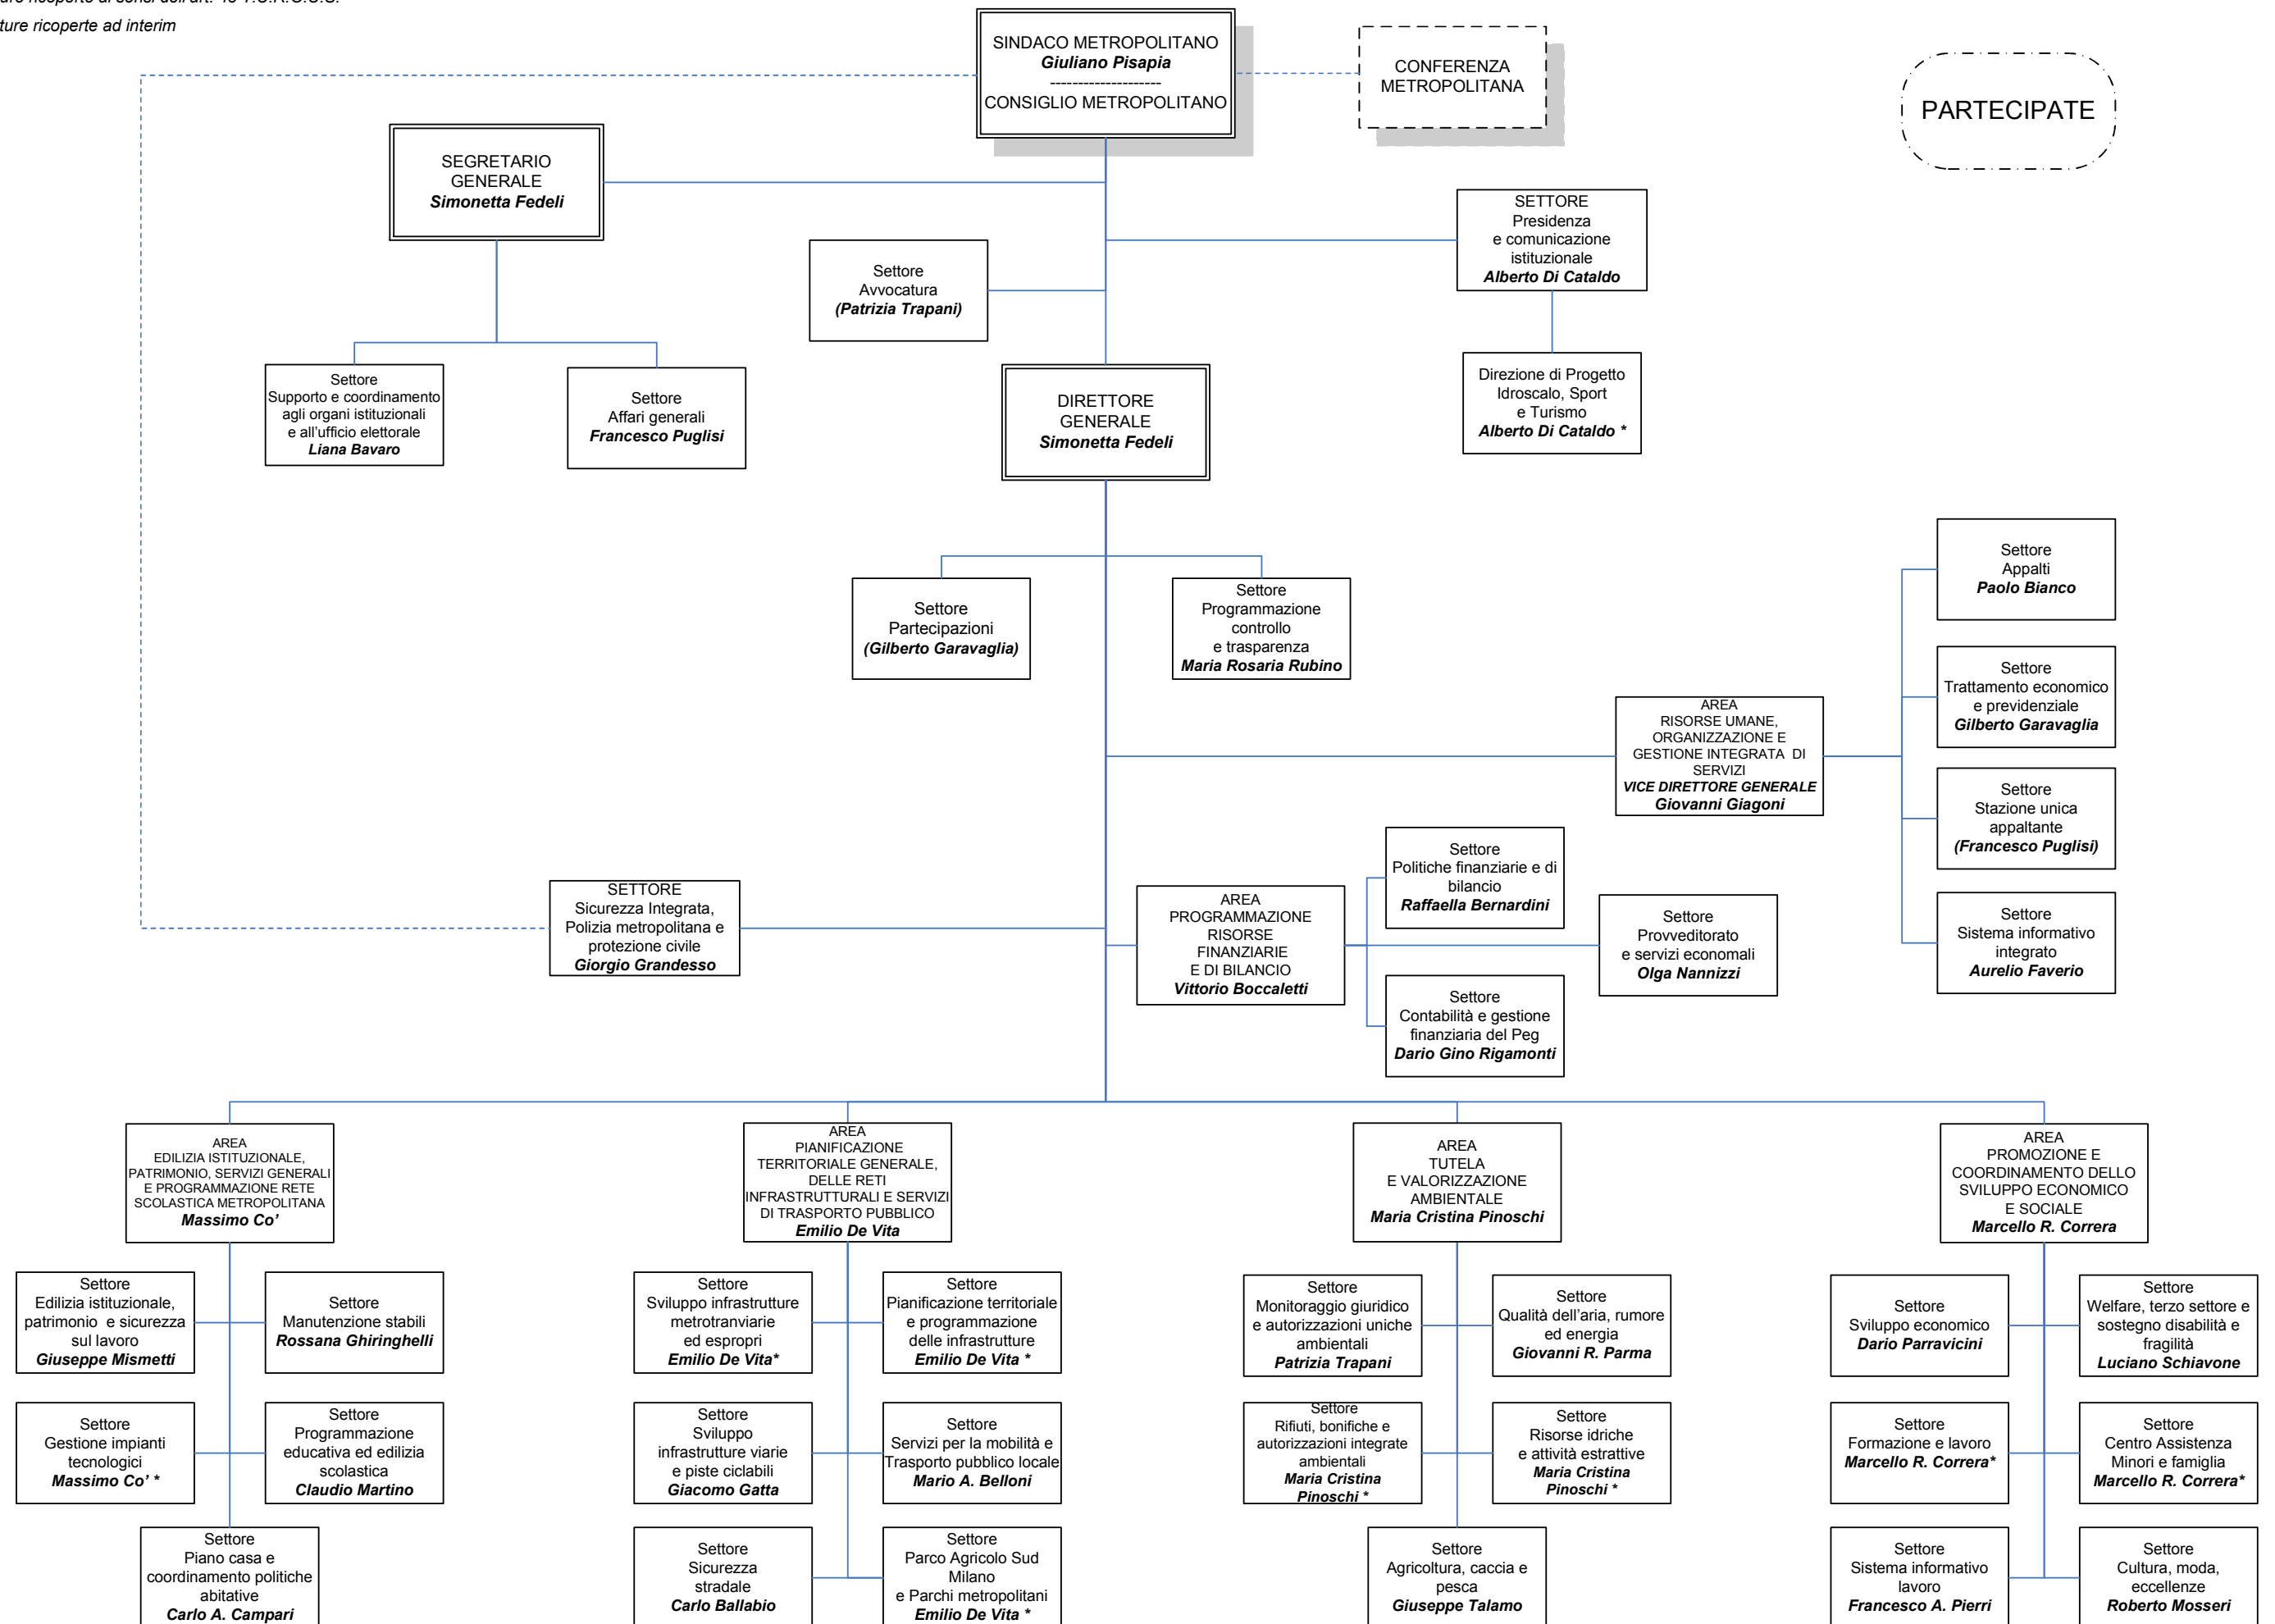 ture ricoperte ad interim
SINDACO METROPOLITANO
Giuliano Pisapia
--------------------
CONSIGLIO METROPOLITANO
CONFERENZA
METROPOLITANA
PARTECIPATE
SEGRETARIO
GENERALE
Simonetta Fedeli
SETTORE
Presidenza
e comunicazione
istituzionale
Alberto Di Cataldo
Settore
Avvocatura
(Patrizia Trapani)
Settore
Supporto e coordinamento
agli organi istituzionali
e all'ufficio elettorale
Liana Bavaro
Settore
Affari generali
Francesco Puglisi
DIRETTORE
GENERALE
Simonetta Fedeli
Direzione di Progetto
Idroscalo, Sport
e Turismo
Alberto Di Cataldo *
Settore
Partecipazioni
(Gilberto Garavaglia)
Settore
Programmazione
controllo
e trasparenza
Maria Rosaria Rubino
Settore
Appalti
Paolo Bianco
Settore
Trattamento economico
e previdenziale
Gilberto Garavaglia
AREA
RISORSE UMANE,
ORGANIZZAZIONE E
GESTIONE INTEGRATA DI
SERVIZI
VICE DIRETTORE GENERALE
Giovanni Giagoni
Settore
Stazione unica
appaltante
(Francesco Puglisi)
Settore
Sistema informativo
integrato
Aurelio Faverio
SETTORE
Sicurezza Integrata,
Polizia metropolitana e
protezione civile
Giorgio Grandesso
AREA
PROGRAMMAZIONE
RISORSE
FINANZIARIE
E DI BILANCIO
Vittorio Boccaletti
Settore
Politiche finanziarie e di
bilancio
Raffaella Bernardini
Settore
Provveditorato
e servizi economali
Olga Nannizzi
Settore
Contabilità e gestione
finanziaria del Peg
Dario Gino Rigamonti
AREA
EDILIZIA ISTITUZIONALE,
PATRIMONIO, SERVIZI GENERALI
E PROGRAMMAZIONE RETE
SCOLASTICA METROPOLITANA
Massimo Co'
AREA
PIANIFICAZIONE
TERRITORIALE GENERALE,
DELLE RETI
INFRASTRUTTURALI E SERVIZI
DI TRASPORTO PUBBLICO
Emilio De Vita
AREA
TUTELA
E VALORIZZAZIONE
AMBIENTALE
Maria Cristina Pinoschi
AREA
PROMOZIONE E
COORDINAMENTO DELLO
SVILUPPO ECONOMICO
E SOCIALE
Marcello R. Correra
Settore
Edilizia istituzionale,
patrimonio e sicurezza
sul lavoro
Giuseppe Mismetti
Settore
Manutenzione stabili
Rossana Ghiringhelli
Settore
Sviluppo infrastrutture
metrotranviarie
ed espropri
Emilio De Vita*
Settore
Pianificazione territoriale
e programmazione
delle infrastrutture
Emilio De Vita *
Settore
Monitoraggio giuridico
e autorizzazioni uniche
ambientali
Patrizia Trapani
Settore
Qualità dell'aria, rumore
ed energia
Giovanni R. Parma
Settore
Sviluppo economico
Dario Parravicini
Settore
Welfare, terzo settore e
sostegno disabilità e
fragilità
Luciano Schiavone
Settore
Gestione impianti
tecnologici
Massimo Co' *
Settore
Programmazione
educativa ed edilizia
scolastica
Claudio Martino
Settore
Sviluppo
infrastrutture viarie
e piste ciclabili
Giacomo Gatta
Settore
Servizi per la mobilità e
Trasporto pubblico locale
Mario A. Belloni
Settore
Rifiuti, bonifiche e
autorizzazioni integrate
ambientali
Maria Cristina
Pinoschi *
Settore
Risorse idriche
e attività estrattive
Maria Cristina
Pinoschi *
Settore
Formazione e lavoro
Marcello R. Correra*
Settore
Centro Assistenza
Minori e famiglia
Marcello R. Correra*
Settore
Piano casa e
coordinamento politiche
abitative
Carlo A. Campari
Settore
Sicurezza
stradale
Carlo Ballabio
Settore
Parco Agricolo Sud
Milano
e Parchi metropolitani
Emilio De Vita *
Settore
Agricoltura, caccia e
pesca
Giuseppe Talamo
Settore
Sistema informativo
lavoro
Francesco A. Pierri
Settore
Cultura, moda,
eccellenze
Roberto Mosseri